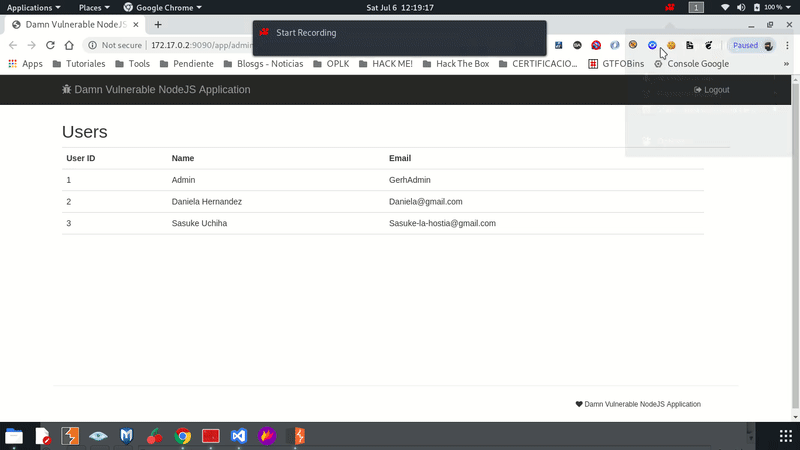 Applications Places Google Chrome Sat Jul 6 12:19:17 1 100 %
Damn Vulnerable NodeJS
Start Recording
Not secure 172.17.0.2:9090/app/admin Paused
Apps Tutoriales Tools Pendiente Blosgs - Noticias OPLK HACK ME! Hack The Box CERTIFICACIO... GTFOBins Console Google »
Damn Vulnerable NodeJS Application Logout
Users
User ID Name Email
1 Admin GerhAdmin
2 Daniela Hernandez Daniela@gmail.com
3 Sasuke Uchiha Sasuke-la-hostia@gmail.com
Damn Vulnerable NodeJS Application